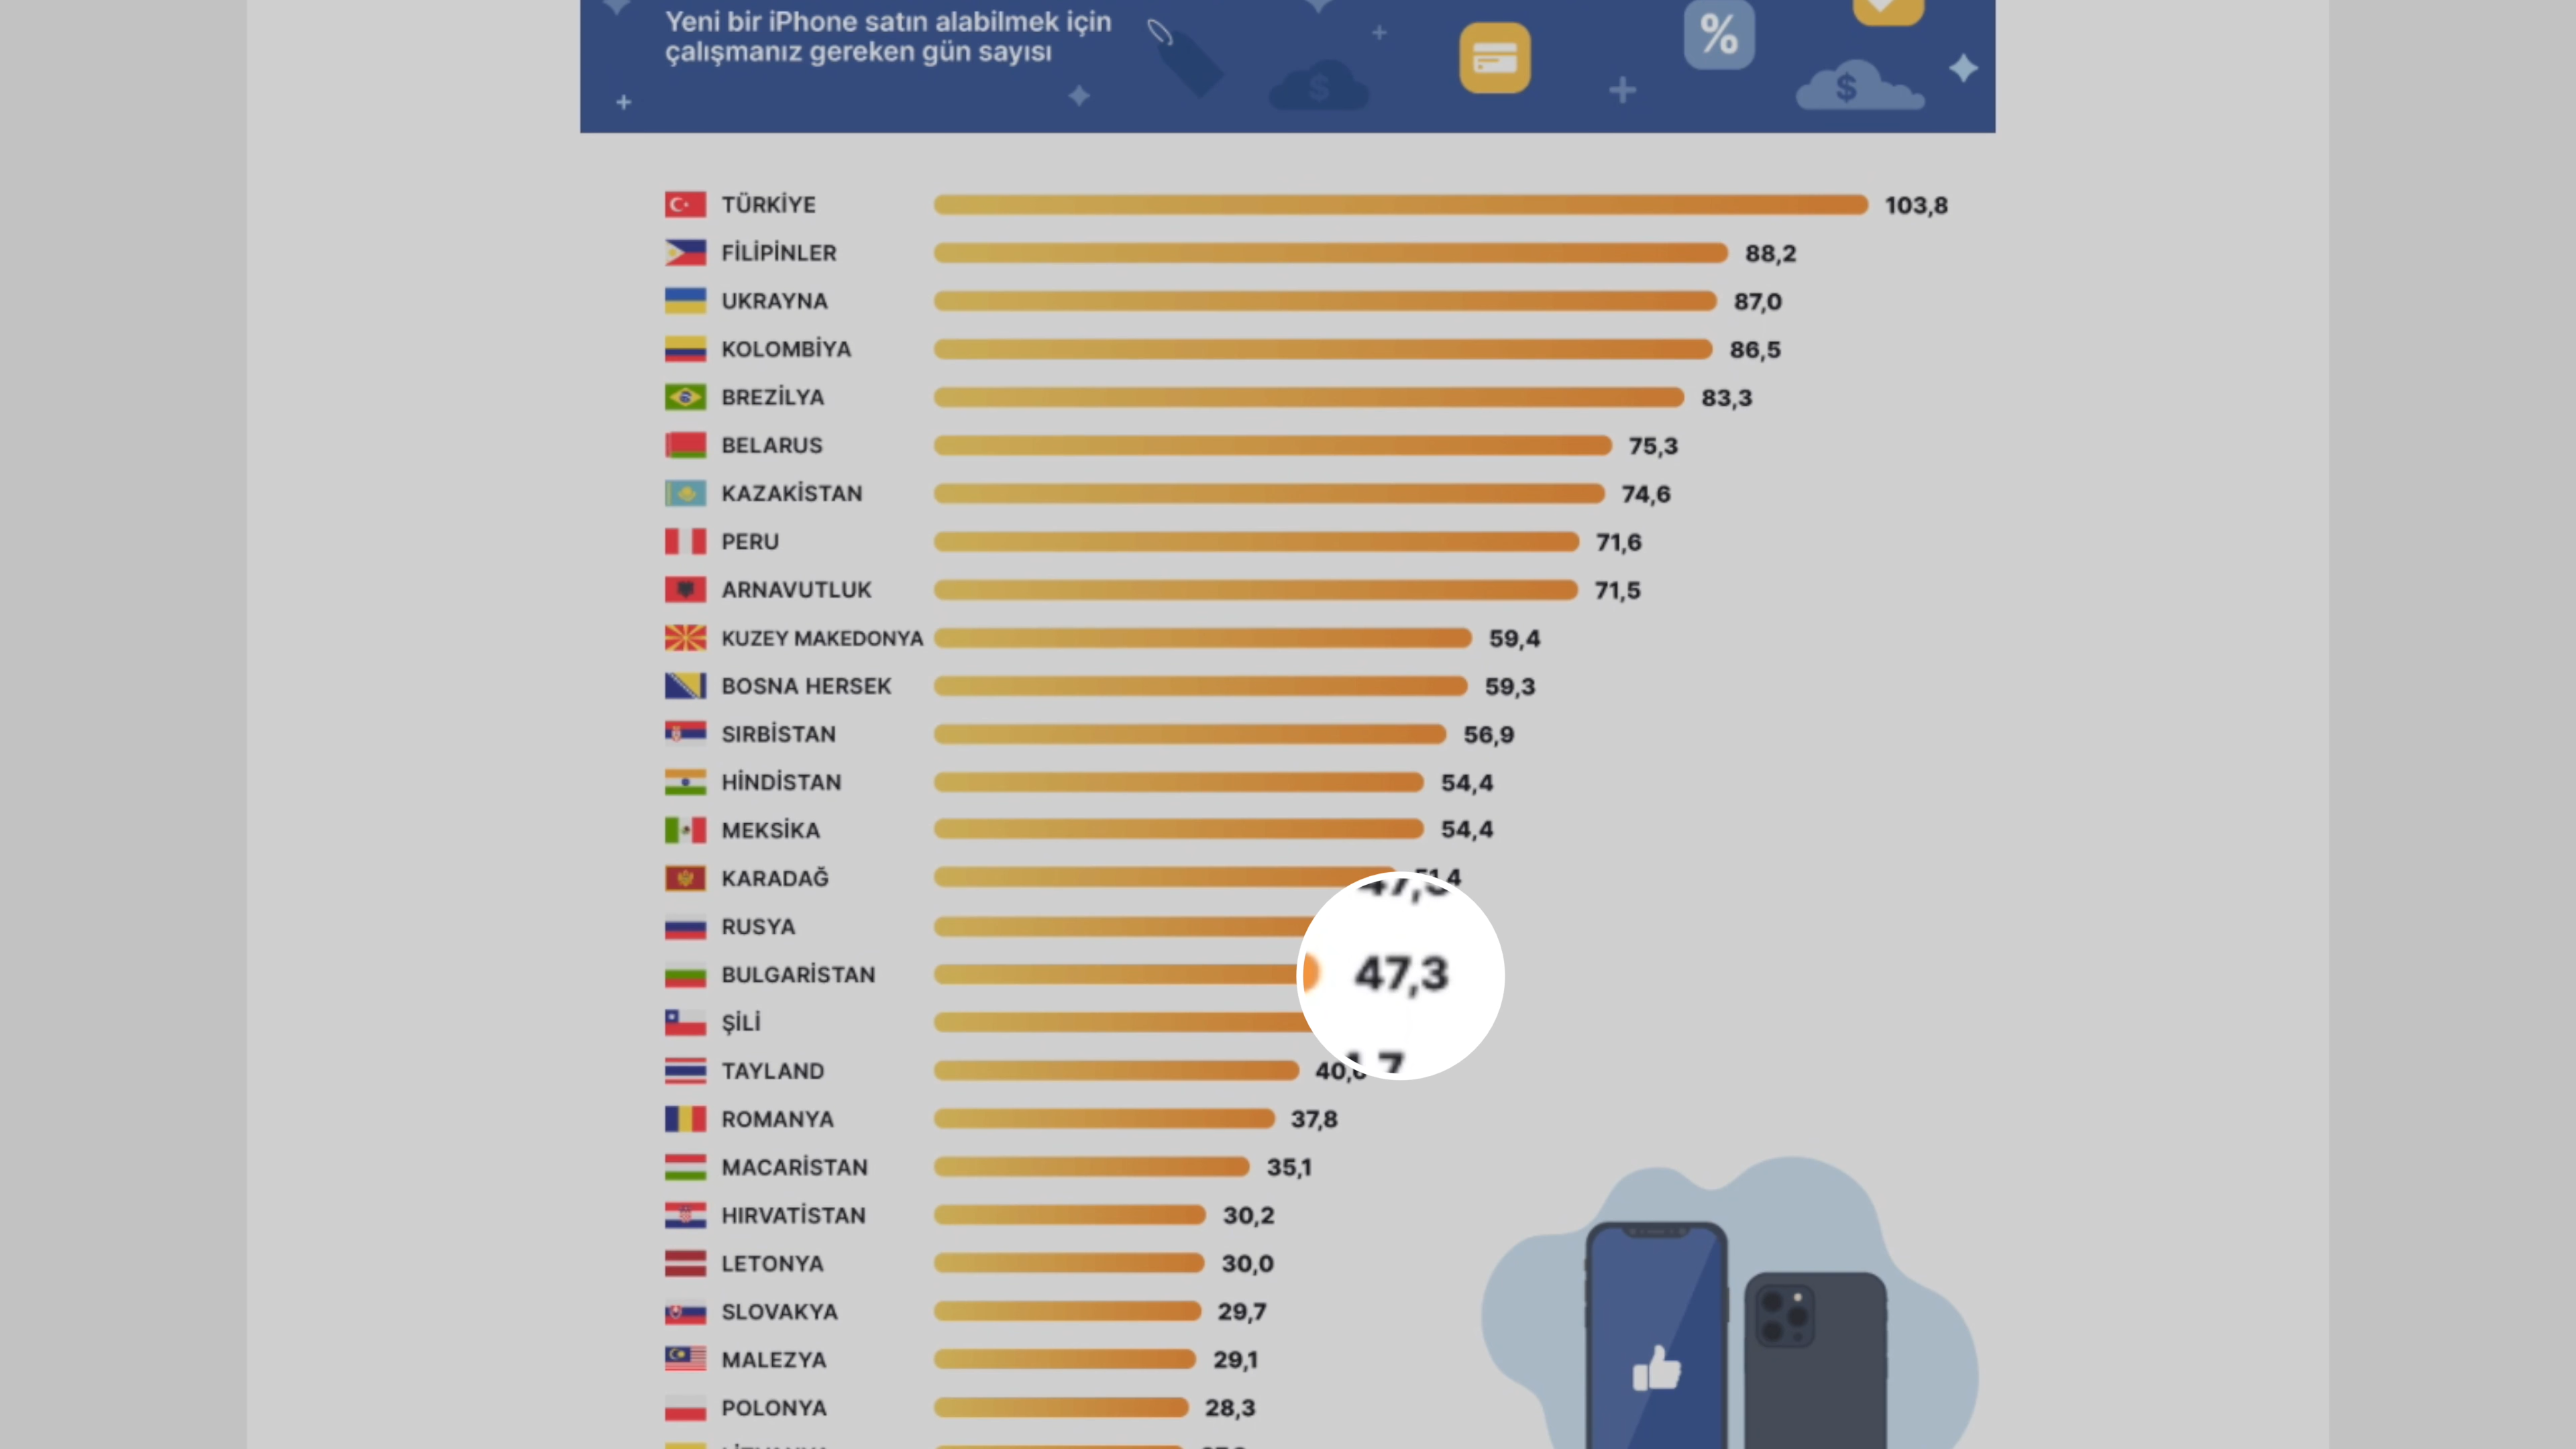 Yeni bir iPhone satın alabilmek için
çalışmanız gereken gün sayısı
%
$
$
TÜRKİYE 103,8
FİLİPİNLER 88,2
UKRAYNA 87,0
KOLOMBİYA 86,5
BREZİLYA 83,3
BELARUS 75,3
KAZAKİSTAN 74,6
PERU 71,6
ARNAVUTLUK 71,5
KUZEY MAKEDONYA 59,4
BOSNA HERSEK 59,3
SIRBİSTAN 56,9
HİNDİSTAN 54,4
MEKSİKA 54,4
KARADAĞ
RUSYA
BULGARİSTAN 47,3
ŞİLİ
TAYLAND
ROMANYA 37,8
MACARİSTAN 35,1
HIRVATİSTAN 30,2
LETONYA 30,0
SLOVAKYA 29,7
MALEZYA 29,1
POLONYA 28,3